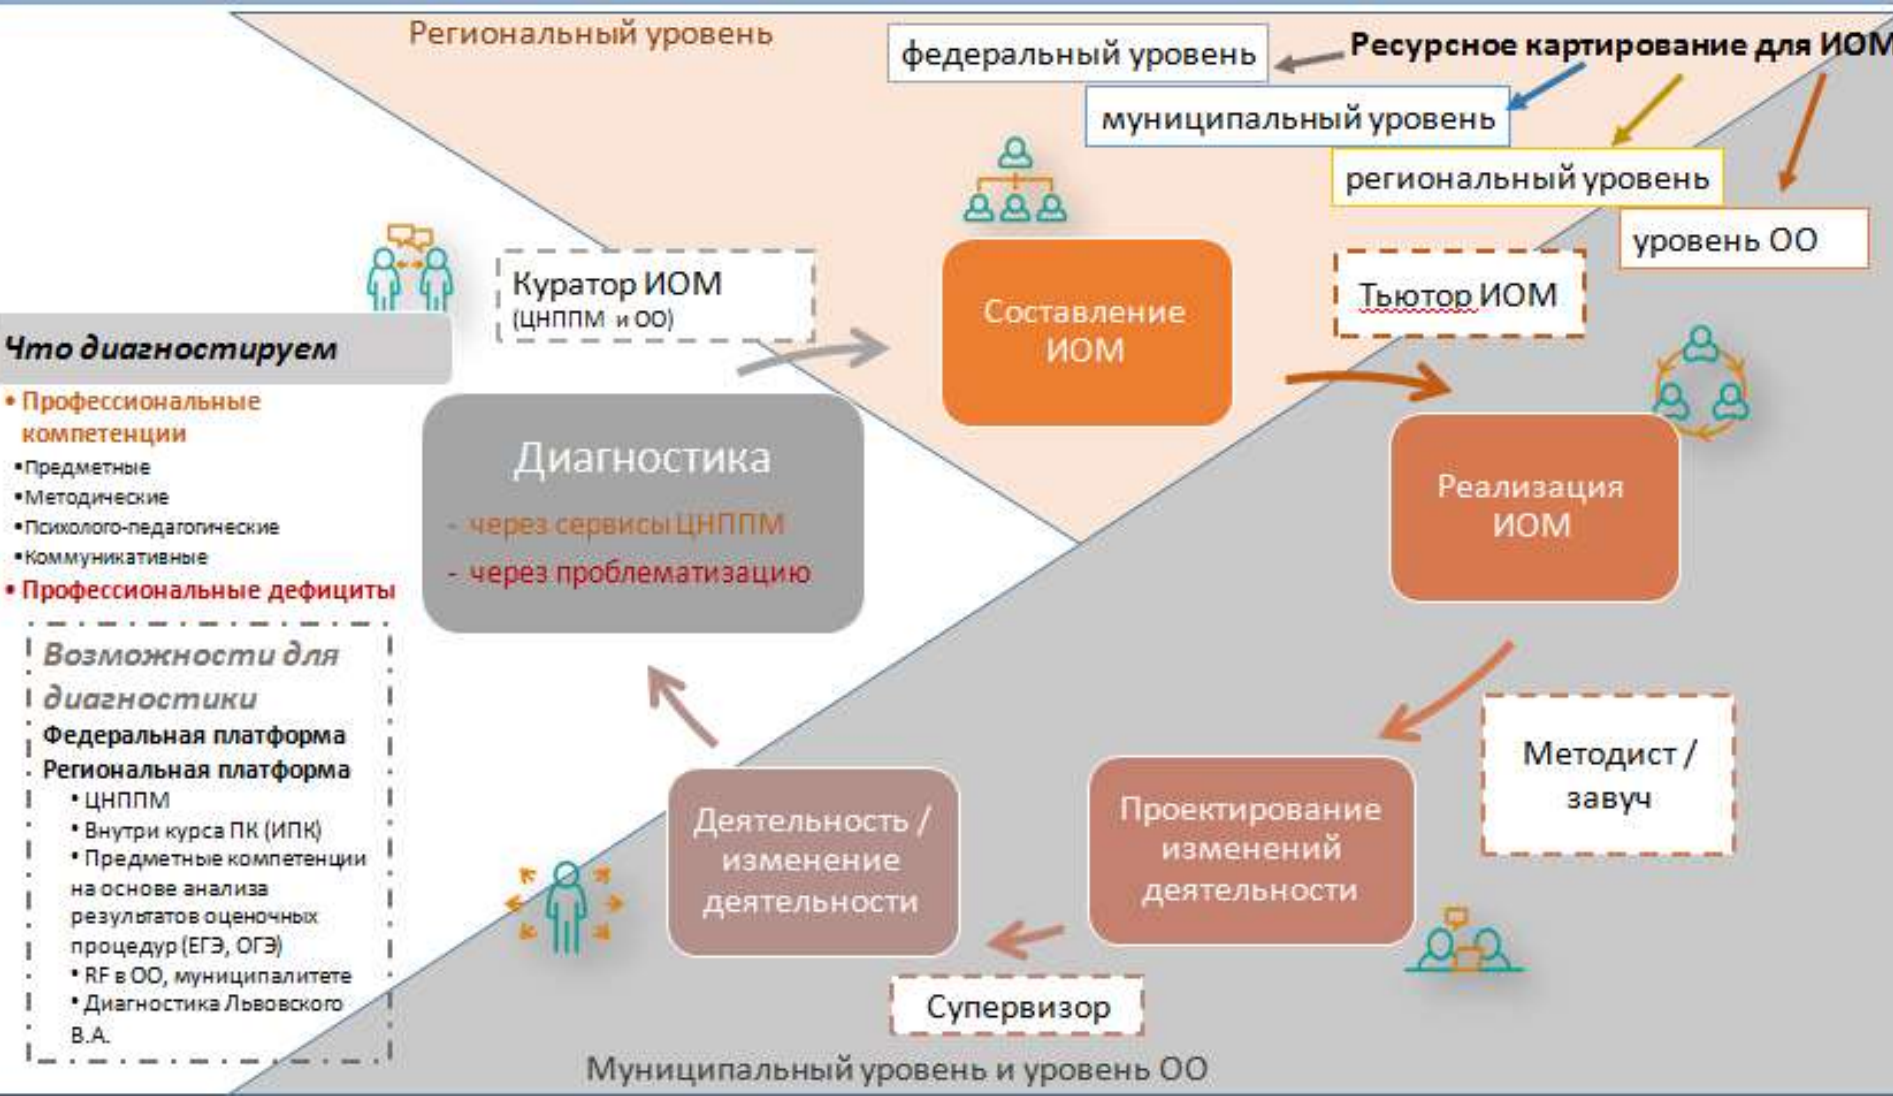 Региональный уровень
Ресурсное картирование для ИОМ
федеральный уровень
муниципальный уровень
региональный уровень
уровень ОО
Куратор ИОМ
(ЦНППМ и ОО)
Составление
ИОМ
Тьютор ИОМ
Что диагностируем
• Профессиональные
компетенции
•Предметные
•Методические
•Психолого-педагогические
•Коммуникативные
• Профессиональные дефициты
Диагностика
- через сервисы ЦНППМ
- через проблематизацию
Реализация
ИОМ
Возможности для
диагностики
Федеральная платформа
Региональная платформа
• ЦНППМ
• Внутри курса ПК (ИПК)
• Предметные компетенции
на основе анализа
результатов оценочных
процедур (ЕГЭ, ОГЭ)
• RF в ОО, муниципалитете
• Диагностика Львовского
В.А.
Методист /
завуч
Проектирование
изменений
деятельности
Деятельность /
изменение
деятельности
Супервизор
Муниципальный уровень и уровень ОО